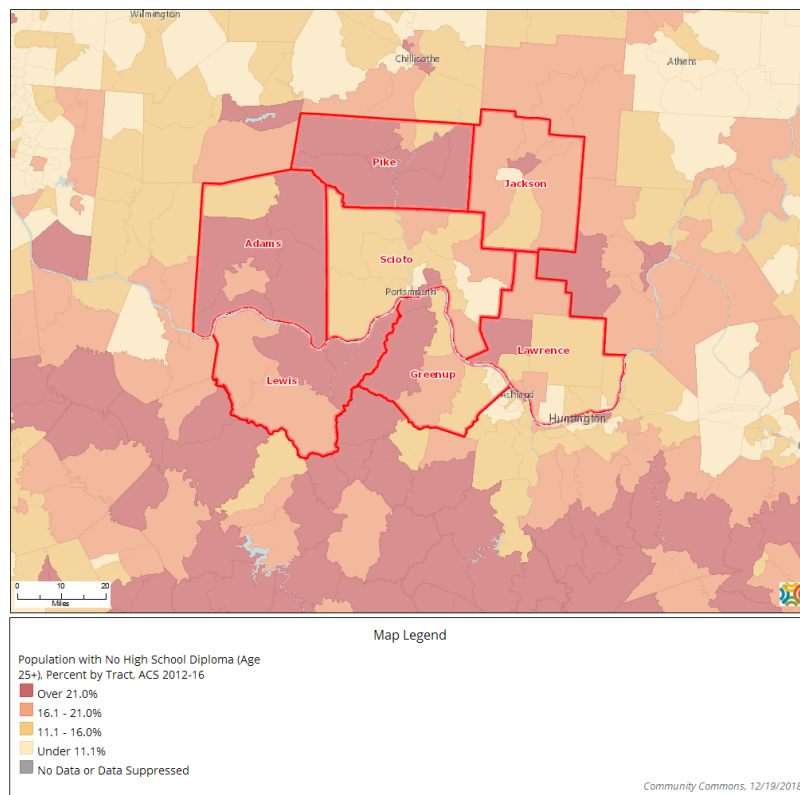 Wilmington
Chillicothe
Athens
Pike
Jackson
Adams
Scioto
Portsmouth
Lawrence
Greenup
Lewis
Ashland
Huntington
0 10 20
Miles
Map Legend
Population with No High School Diploma (Age
25+), Percent by Tract, ACS 2012-16
Over 21.0%
16.1 - 21.0%
11.1 - 16.0%
Under 11.1%
No Data or Data Suppressed
Community Commons, 12/19/2018